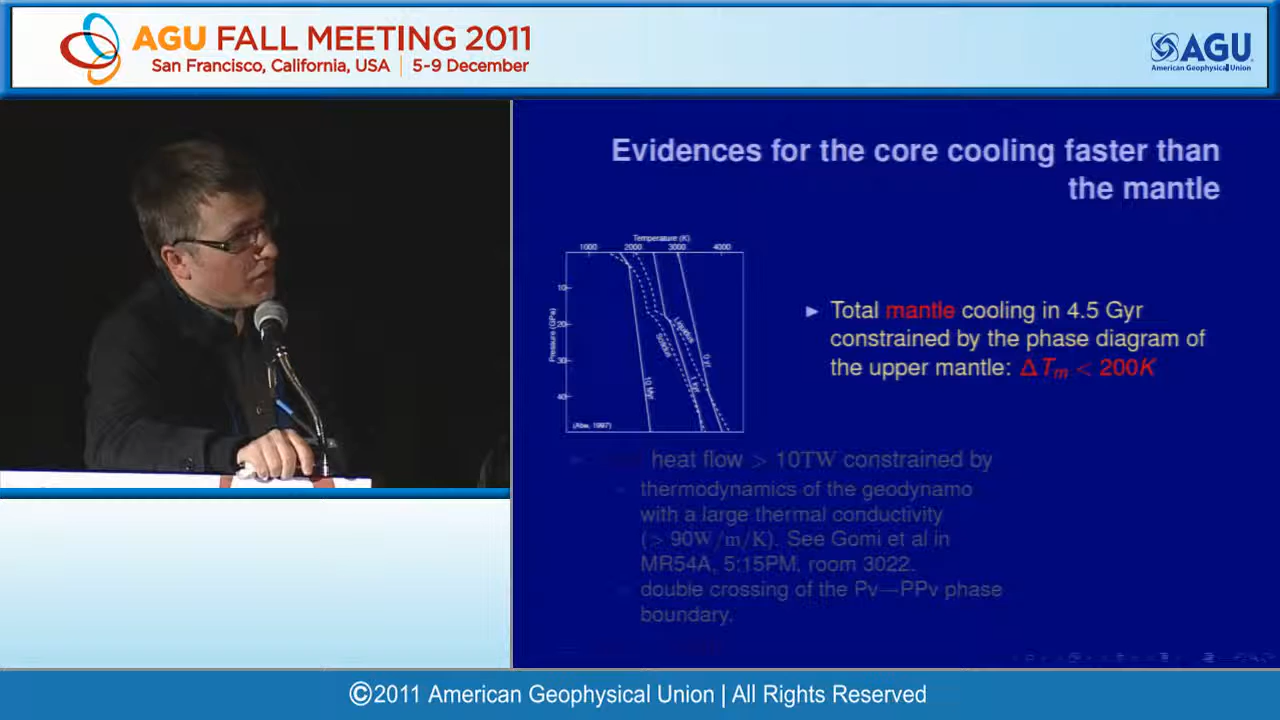 AGU FALL MEETING 2011
San Francisco, California, USA | 5-9 December
AGU
American Geophysical Union
Evidences for the core cooling faster than
the mantle
Temperature (K)
1000 2000 3000 4000
Pressure (GPa)
10
20
30
40
Liquidus
Solidus
0 yr
1 kyr
10 Myr
(Abe, 1997)
► Total mantle cooling in 4.5 Gyr
constrained by the phase diagram of
the upper mantle: ΔTm < 200K
heat flow > 10TW constrained by
thermodynamics of the geodynamo
with a large thermal conductivity
(> 90W/m/K). See Gomi et al in
MR54A, 5:15PM, room 3022.
double crossing of the Pv—PPv phase
boundary.
©2011 American Geophysical Union | All Rights Reserved